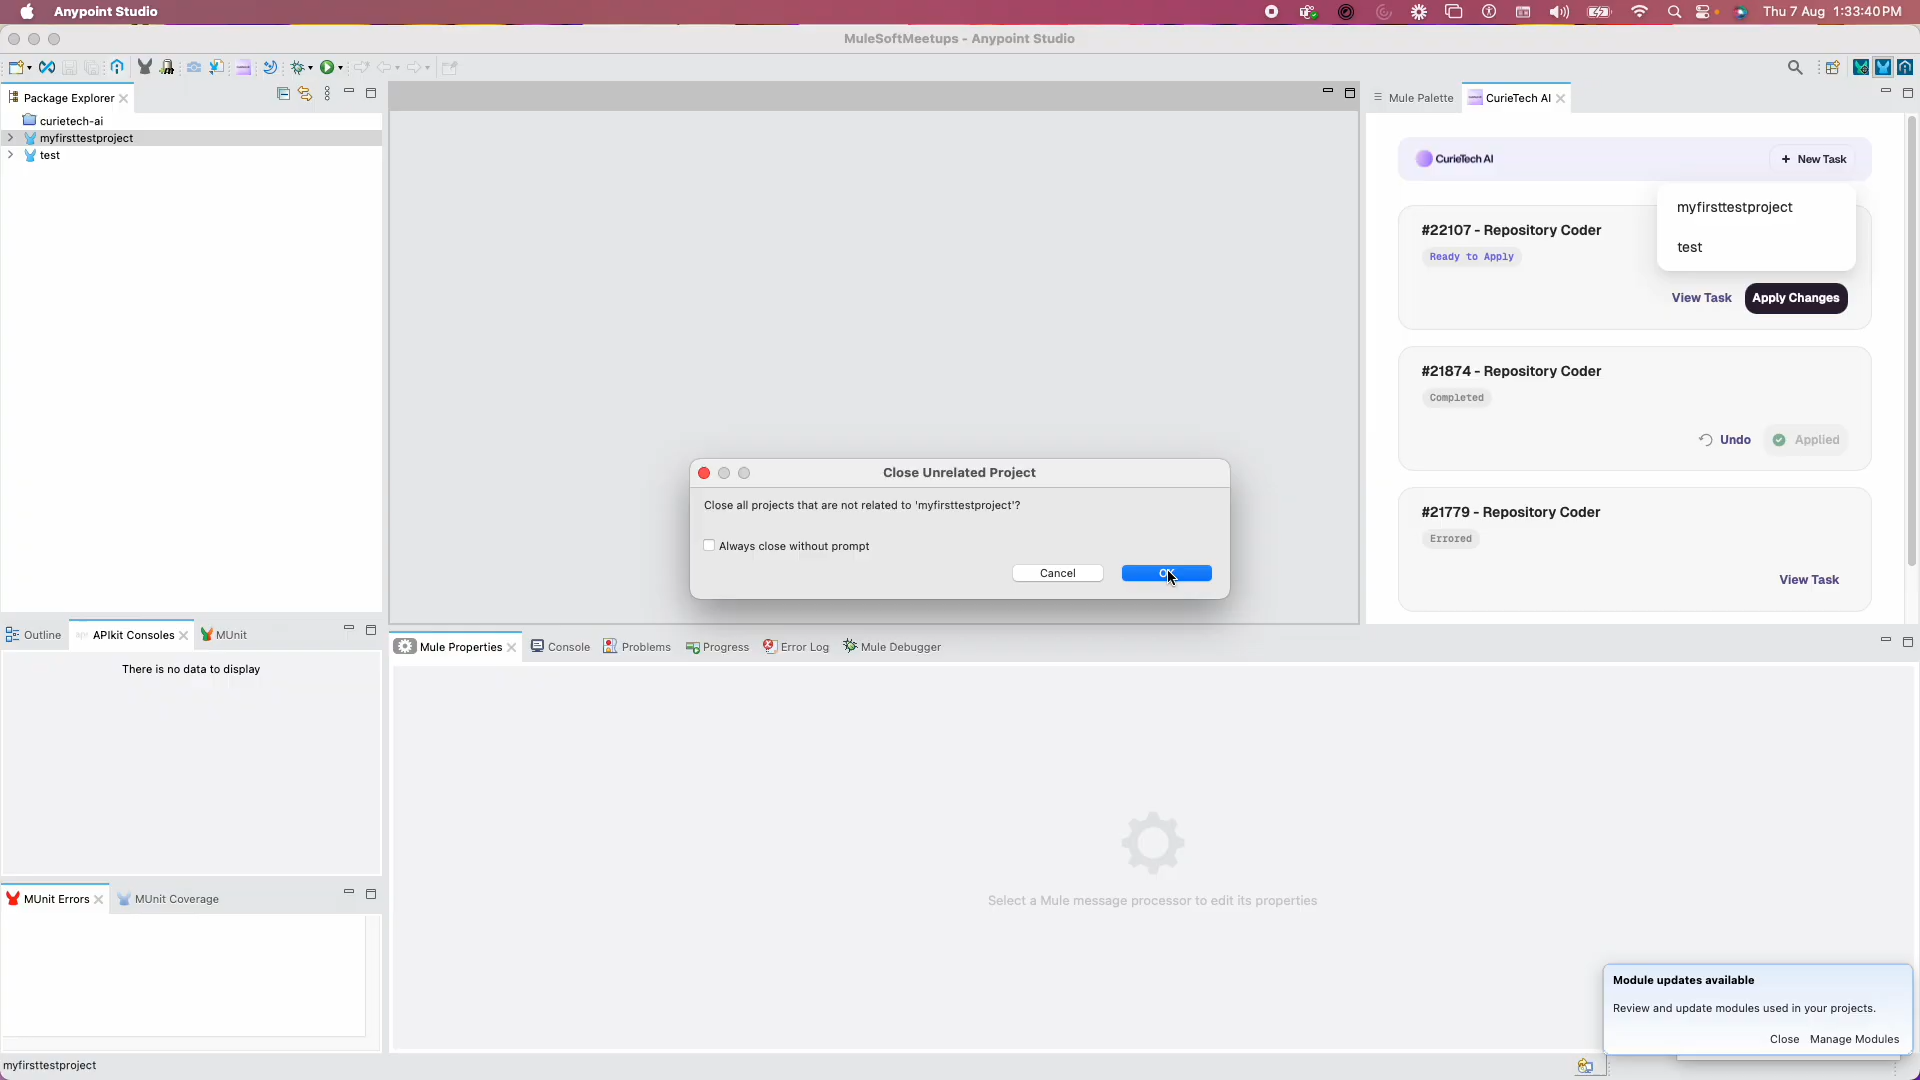 Anypoint Studio
Thu 7 Aug 1:33:40 PM
MuleSoftMeetups - Anypoint Studio
Package Explorer
Mule Palette
CurieTech AI
curietech-ai
myfirsttestproject
test
CurieTech AI
+ New Task
myfirsttestproject
test
#22107 - Repository Coder
Ready to Apply
View Task
Apply Changes
#21874 - Repository Coder
Completed
Undo
Applied
#21779 - Repository Coder
Errored
View Task
Close Unrelated Project
Close all projects that are not related to 'myfirsttestproject'?
Always close without prompt
Cancel
Outline
APIkit Consoles
MUnit
There is no data to display
Mule Properties
Console
Problems
Progress
Error Log
Mule Debugger
Select a Mule message processor to edit its properties
MUnit Errors
MUnit Coverage
Module updates available
Review and update modules used in your projects.
Close
Manage Modules
myfirsttestproject